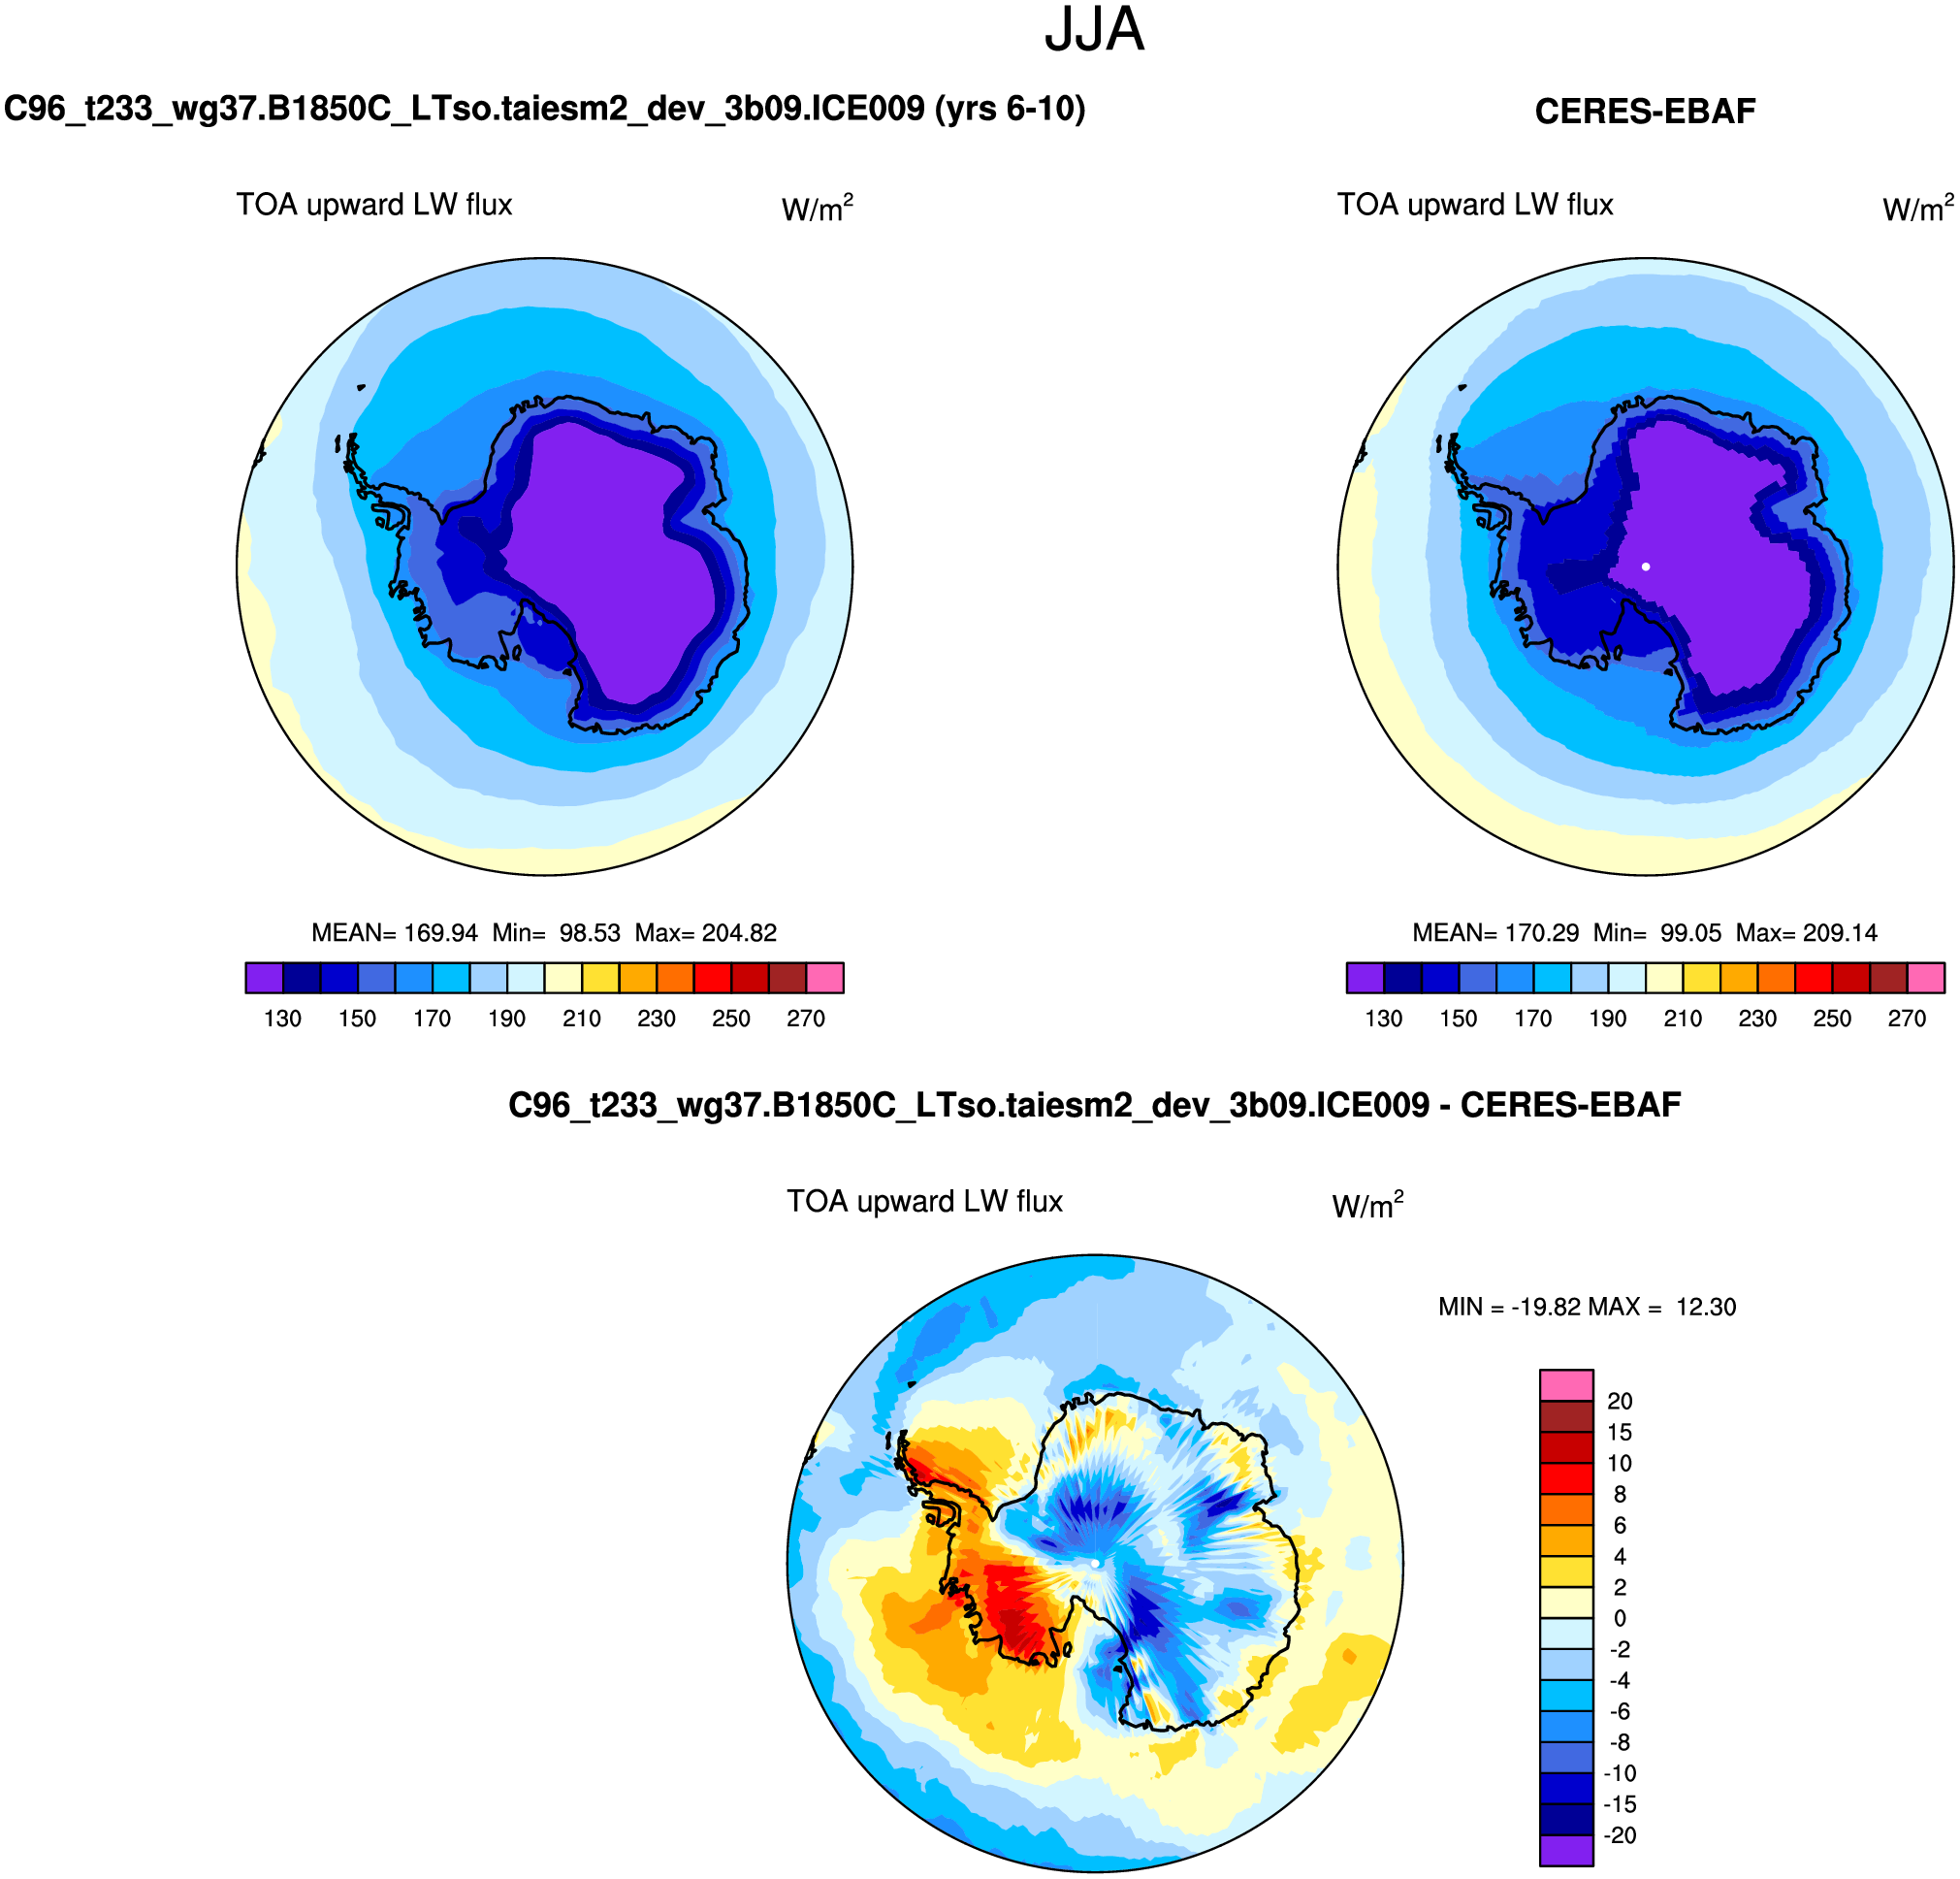 JJA
C96_t233_wg37.B1850C_LTso.taiesm2_dev_3b09.ICE009 (yrs 6-10)
CERES-EBAF
TOA upward LW flux W/m²
TOA upward LW flux W/m²
MEAN= 169.94 Min= 98.53 Max= 204.82
MEAN= 170.29 Min= 99.05 Max= 209.14
130 150 170 190 210 230 250 270
130 150 170 190 210 230 250 270
C96_t233_wg37.B1850C_LTso.taiesm2_dev_3b09.ICE009 - CERES-EBAF
TOA upward LW flux W/m²
MIN = -19.82 MAX = 12.30
20
15
10
8
6
4
2
0
-2
-4
-6
-8
-10
-15
-20